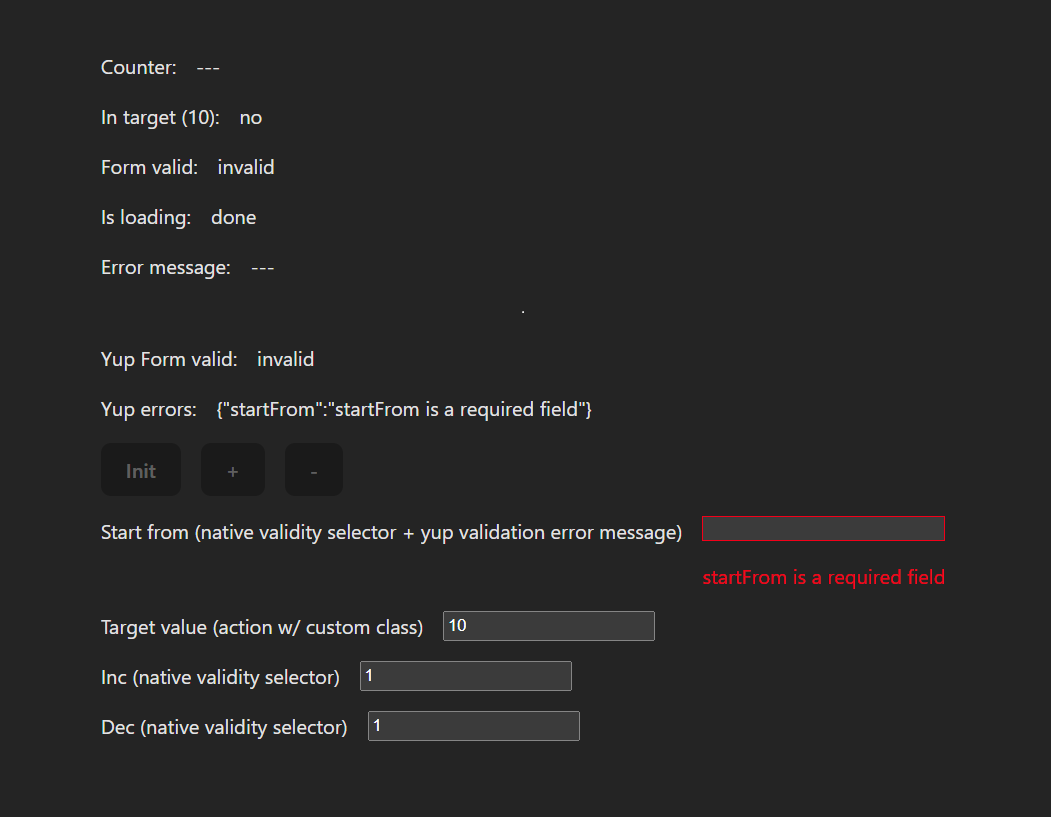 Counter: ---
In target (10): no
Form valid: invalid
Is loading: done
Error message: ---
.
Yup Form valid: invalid
Yup errors: {"startFrom":"startFrom is a required field"}
Init + -
Start from (native validity selector + yup validation error message)
startFrom is a required field
Target value (action w/ custom class) 10
Inc (native validity selector) 1
Dec (native validity selector) 1